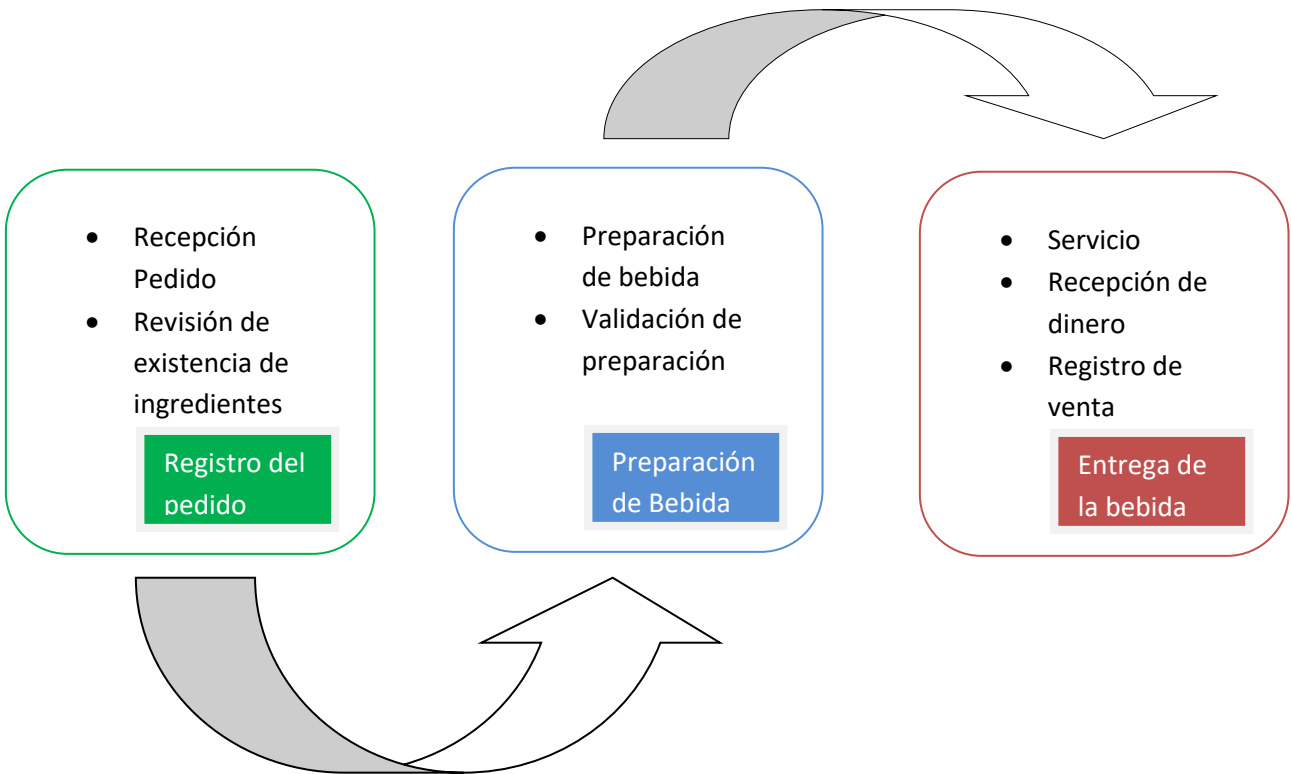 • Recepción
Pedido
• Revisión de
existencia de
ingredientes
Registro del
pedido
• Preparación
de bebida
• Validación de
preparación
Preparación
de Bebida
• Servicio
• Recepción de
dinero
• Registro de
venta
Entrega de
la bebida